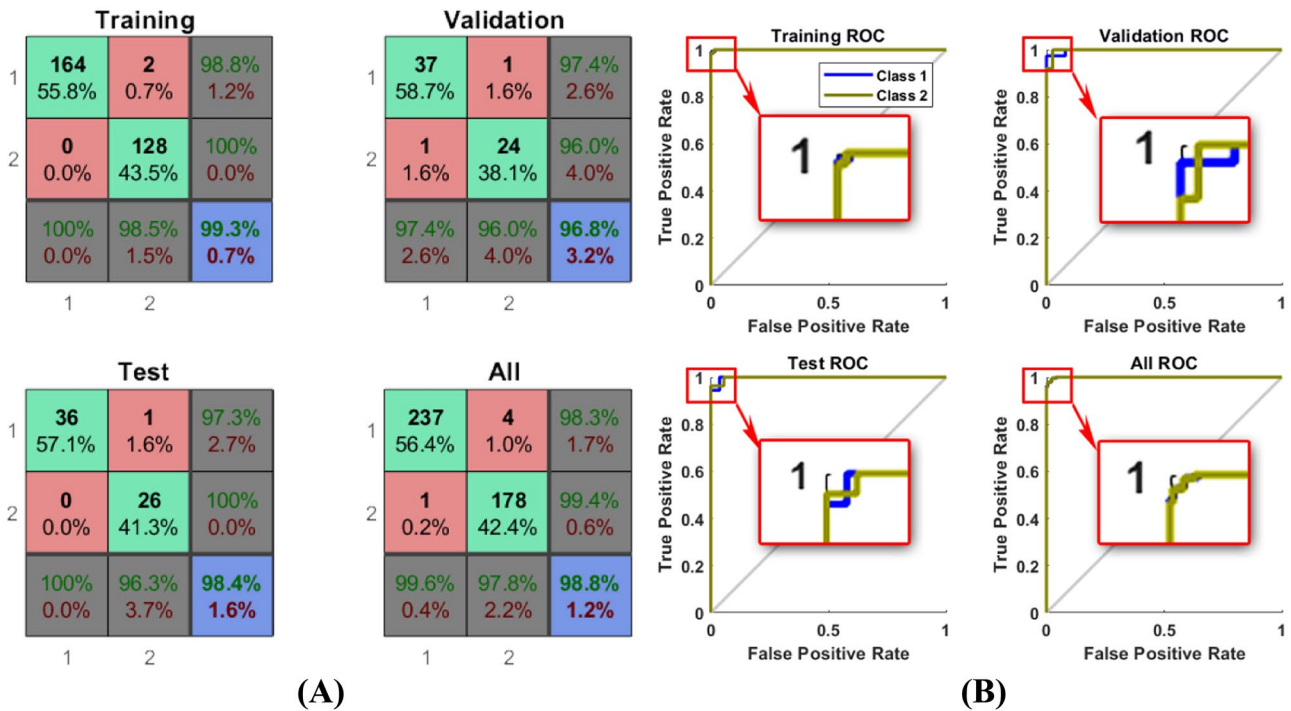 Training
164 2 98.8%
1
55.8% 0.7% 1.2%
0 128 100%
2
0.0% 43.5% 0.0%
100% 98.5% 99.3%
0.0% 1.5% 0.7%
1 2
Validation
37 1 97.4%
1
58.7% 1.6% 2.6%
1 24 96.0%
2
1.6% 38.1% 4.0%
97.4% 96.0% 96.8%
2.6% 4.0% 3.2%
1 2
Test
36 1 97.3%
1
57.1% 1.6% 2.7%
0 26 100%
2
0.0% 41.3% 0.0%
100% 96.3% 98.4%
0.0% 3.7% 1.6%
1 2
All
237 4 98.3%
1
56.4% 1.0% 1.7%
1 178 99.4%
2
0.2% 42.4% 0.6%
99.6% 97.8% 98.8%
0.4% 2.2% 1.2%
1 2
(A)
Training ROC
1
0.8
0.6
0.4
0.2
0
True Positive Rate
Class 1
Class 2
1
0 0.5 1
False Positive Rate
Validation ROC
1
0.8
0.6
0.4
0.2
0
True Positive Rate
1
0 0.5 1
False Positive Rate
Test ROC
1
0.8
0.6
0.4
0.2
0
True Positive Rate
1
0 0.5 1
False Positive Rate
All ROC
1
0.8
0.6
0.4
0.2
0
True Positive Rate
1
0 0.5 1
False Positive Rate
(B)